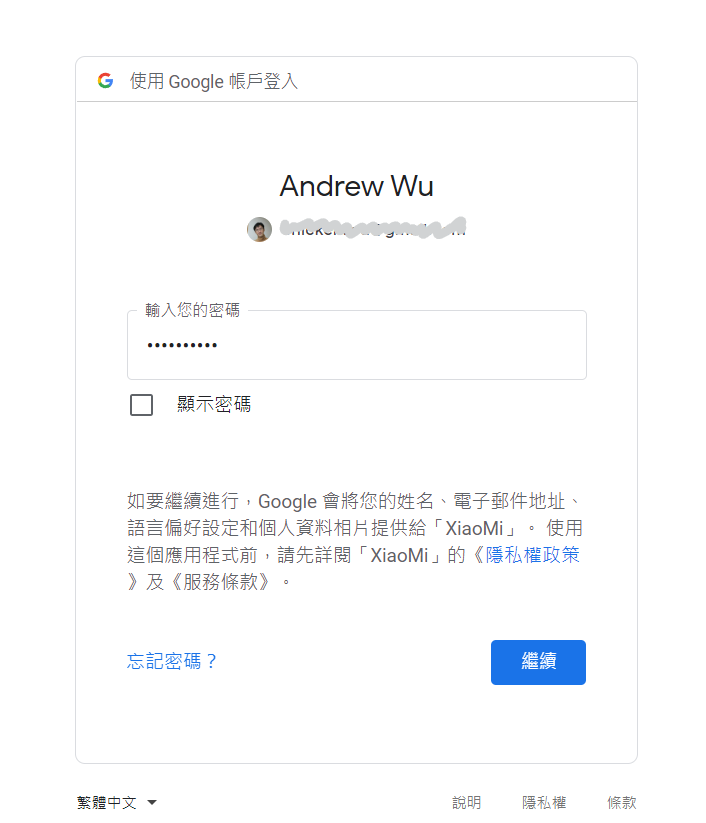 使用 Google 帳戶登入
Andrew Wu
輸入您的密碼
••••••••••
顯示密碼
如要繼續進行，Google 會將您的姓名、電子郵件地址、
語言偏好設定和個人資料相片提供給「XiaoMi」。 使用
這個應用程式前，請先詳閱「XiaoMi」的《隱私權政策
》及《服務條款》。
忘記密碼？
繼續
繁體中文
說明
隱私權
條款